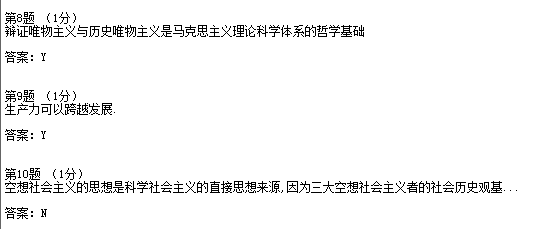 第8题 （1分）
辩证唯物主义与历史唯物主义是马克思主义理论科学体系的哲学基础
答案：Y
第9题 （1分）
生产力可以跨越发展.
答案：Y
第10题 （1分）
空想社会主义的思想是科学社会主义的直接思想来源,因为三大空想社会主义者的社会历史观基...
答案：N